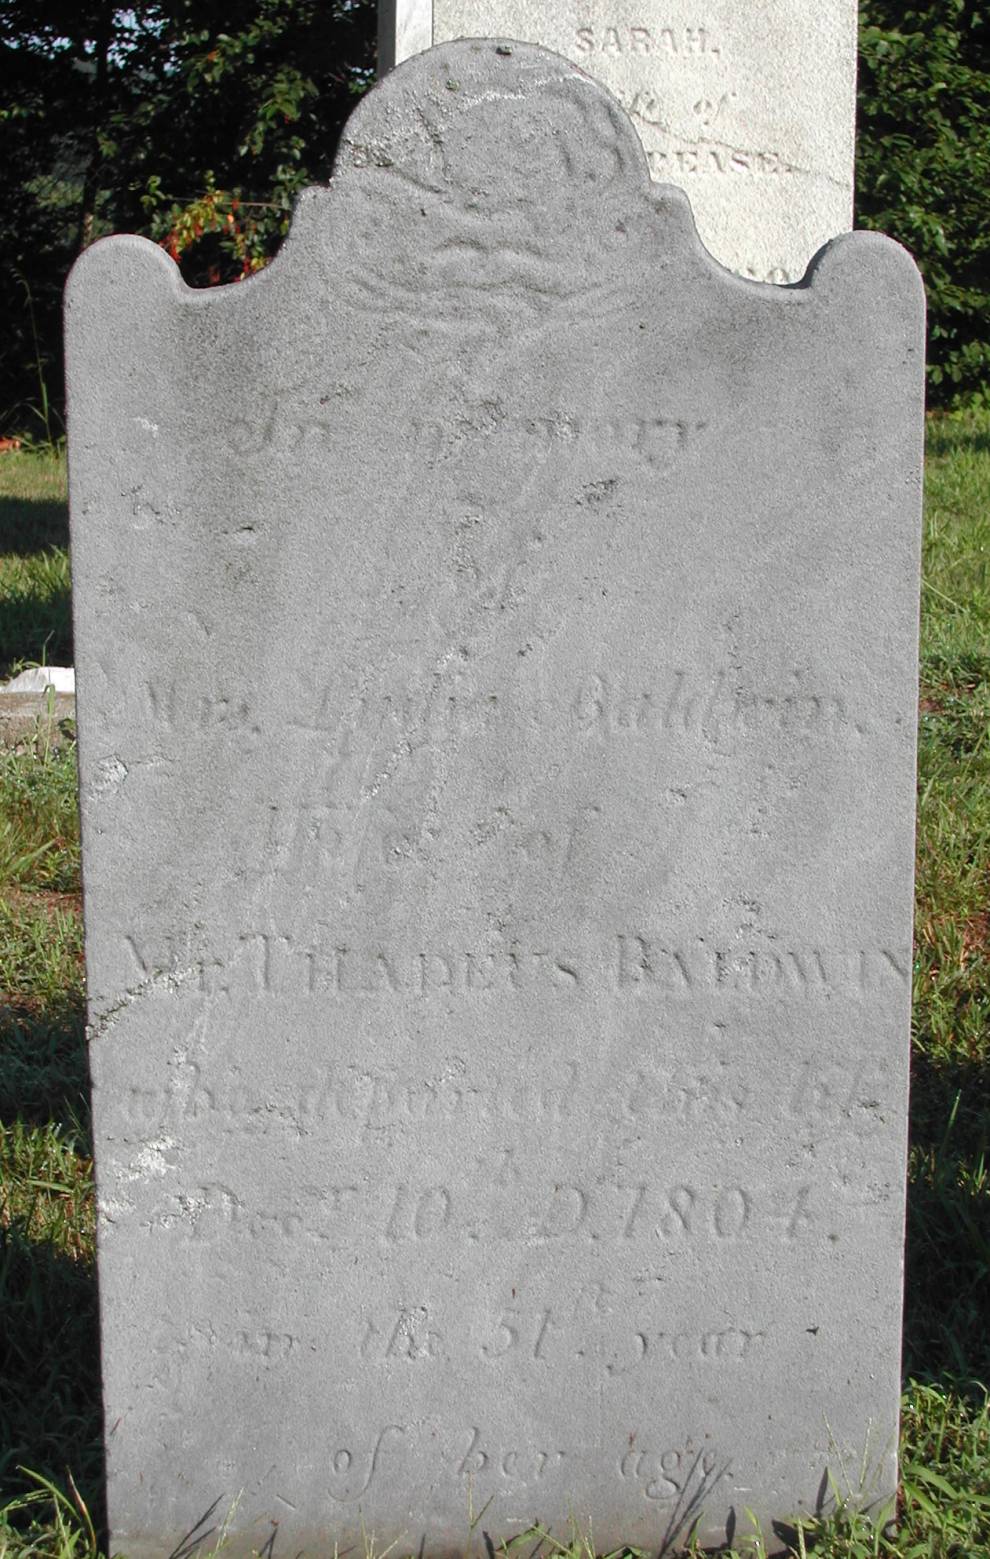 SARAH.
of
PEASE.
In memory
of
Mrs. Lydia Baldwin,
Wife of
Mr. THADEUS BALDWIN
who departed this life
Decr. 10th. D. 1804.
in the 51st. year
of her age.